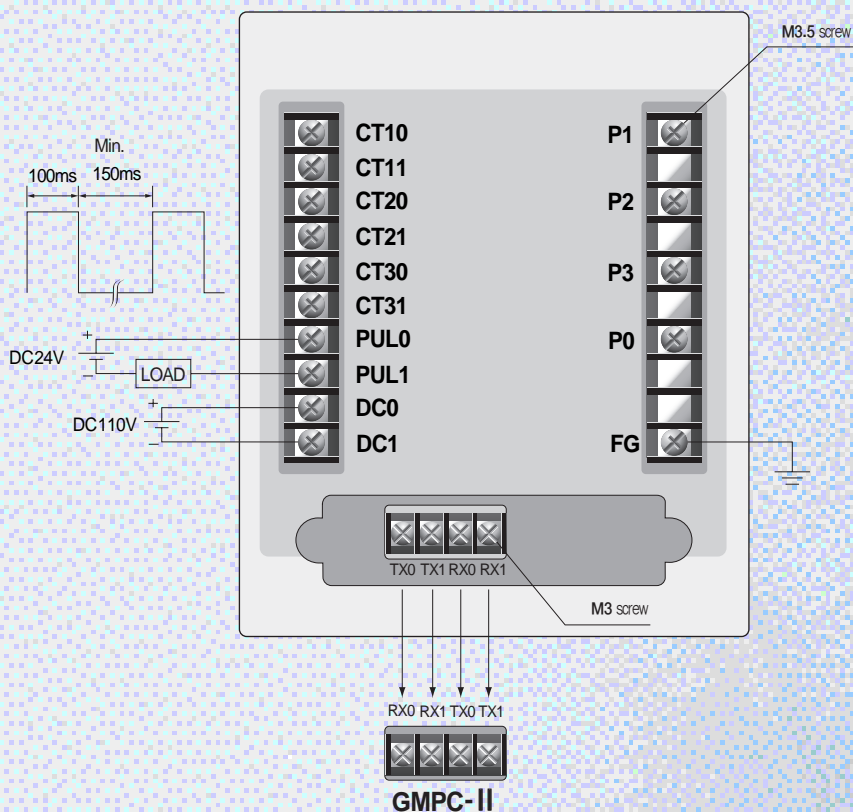 M3.5 screw
CT10
P1
Min.
CT11
100ms
150ms
CT20
P2
CT21
CT30
P3
CT31
+
PUL0
P0
DC24V
LOAD
PUL1
−
+
DC0
DC110V
DC1
FG
−
TX0 TX1 RX0 RX1
M3 screw
RX0 RX1 TX0 TX1
GMPC-II